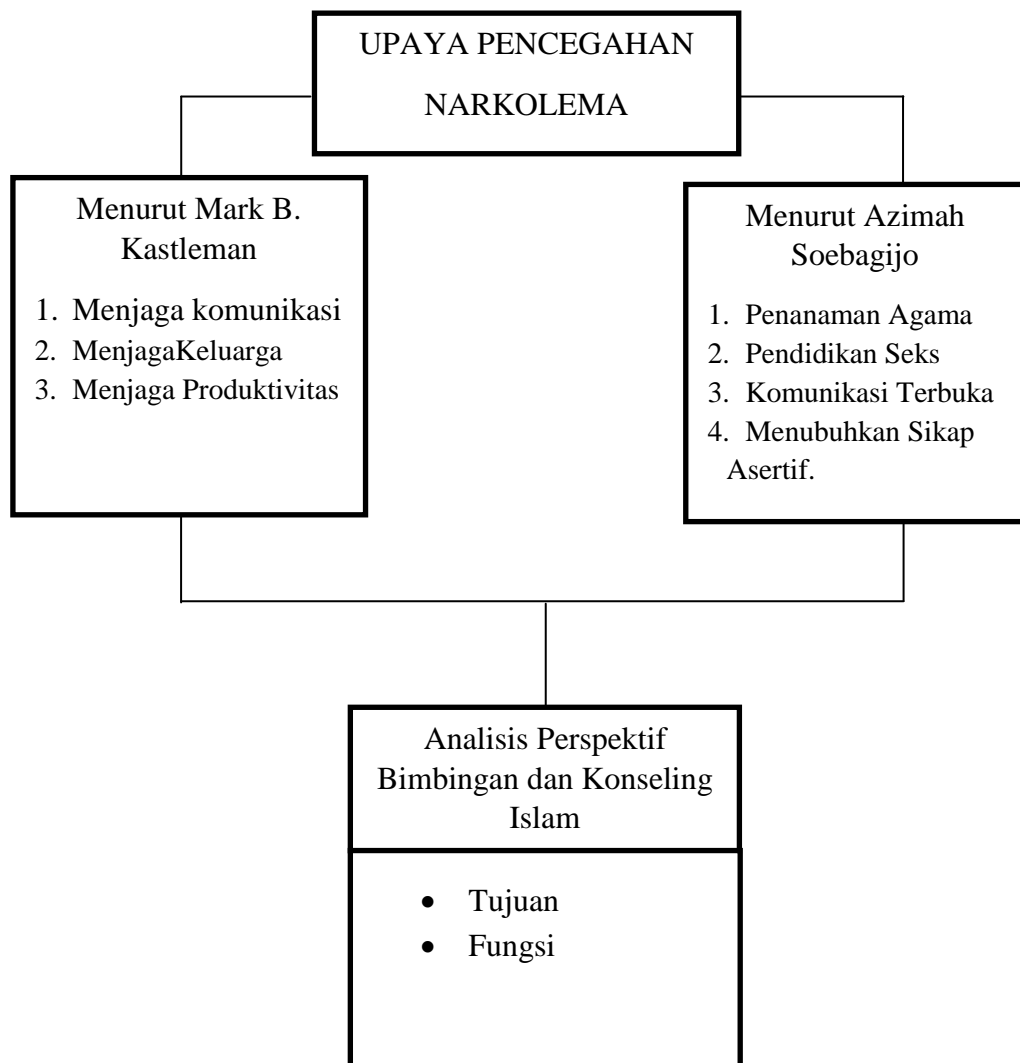 UPAYA PENCEGAHAN
NARKOLEMA
Menurut Mark B.
Kastleman
1. Menjaga komunikasi
2. MenjagaKeluarga
3. Menjaga Produktivitas
Menurut Azimah
Soebagijo
1. Penanaman Agama
2. Pendidikan Seks
3. Komunikasi Terbuka
4. Menubuhkan Sikap
Asertif.
Analisis Perspektif
Bimbingan dan Konseling
Islam
• Tujuan
• Fungsi